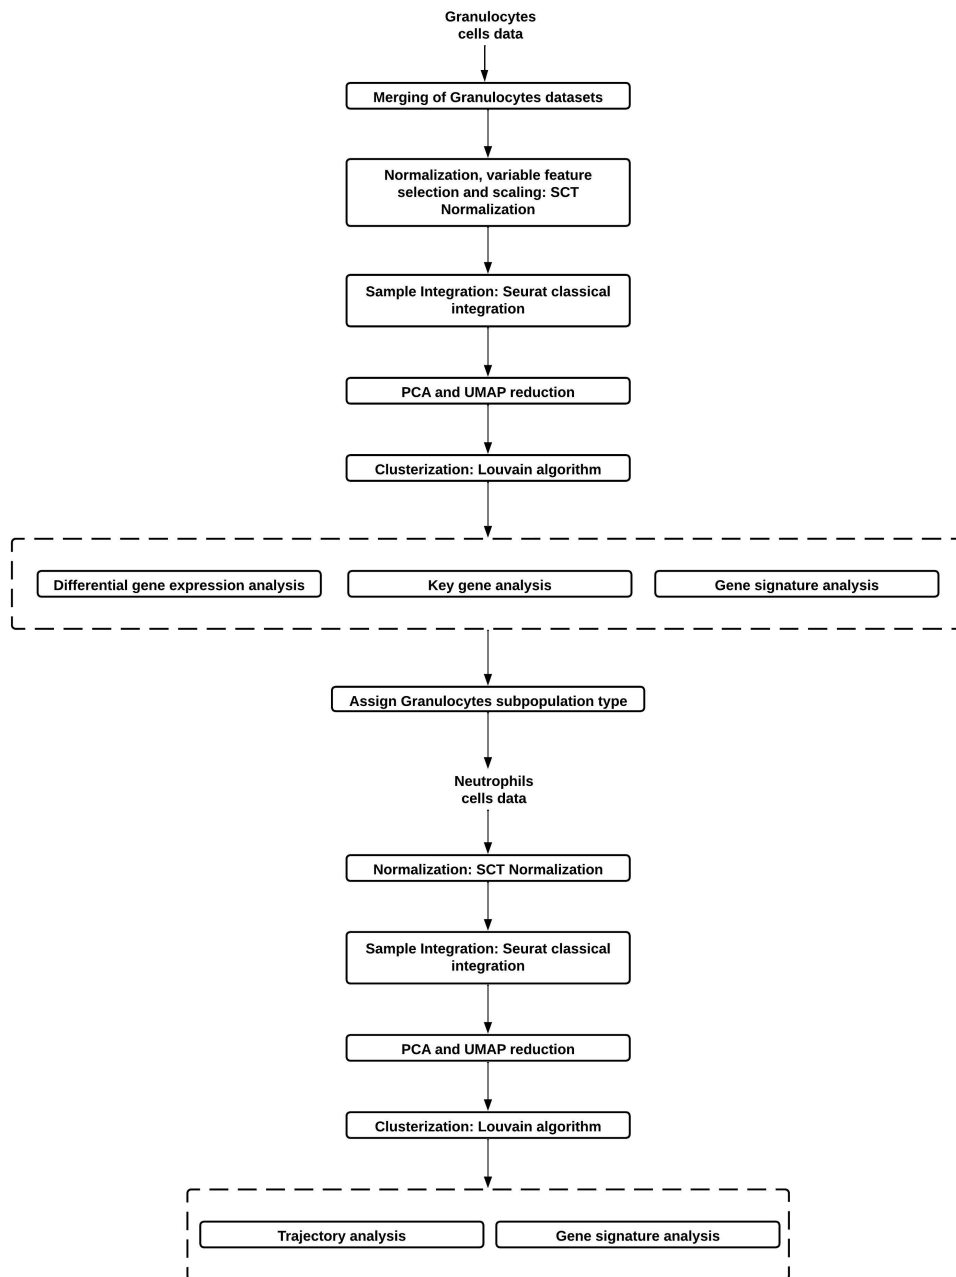 Granulocytes
cells data
Merging of Granulocytes datasets
Normalization, variable feature
selection and scaling: SCT
Normalization
Sample Integration: Seurat classical
integration
PCA and UMAP reduction
Clusterization: Louvain algorithm
Differential gene expression analysis
Key gene analysis
Gene signature analysis
Assign Granulocytes subpopulation type
Neutrophils
cells data
Normalization: SCT Normalization
Sample Integration: Seurat classical
integration
PCA and UMAP reduction
Clusterization: Louvain algorithm
Trajectory analysis
Gene signature analysis